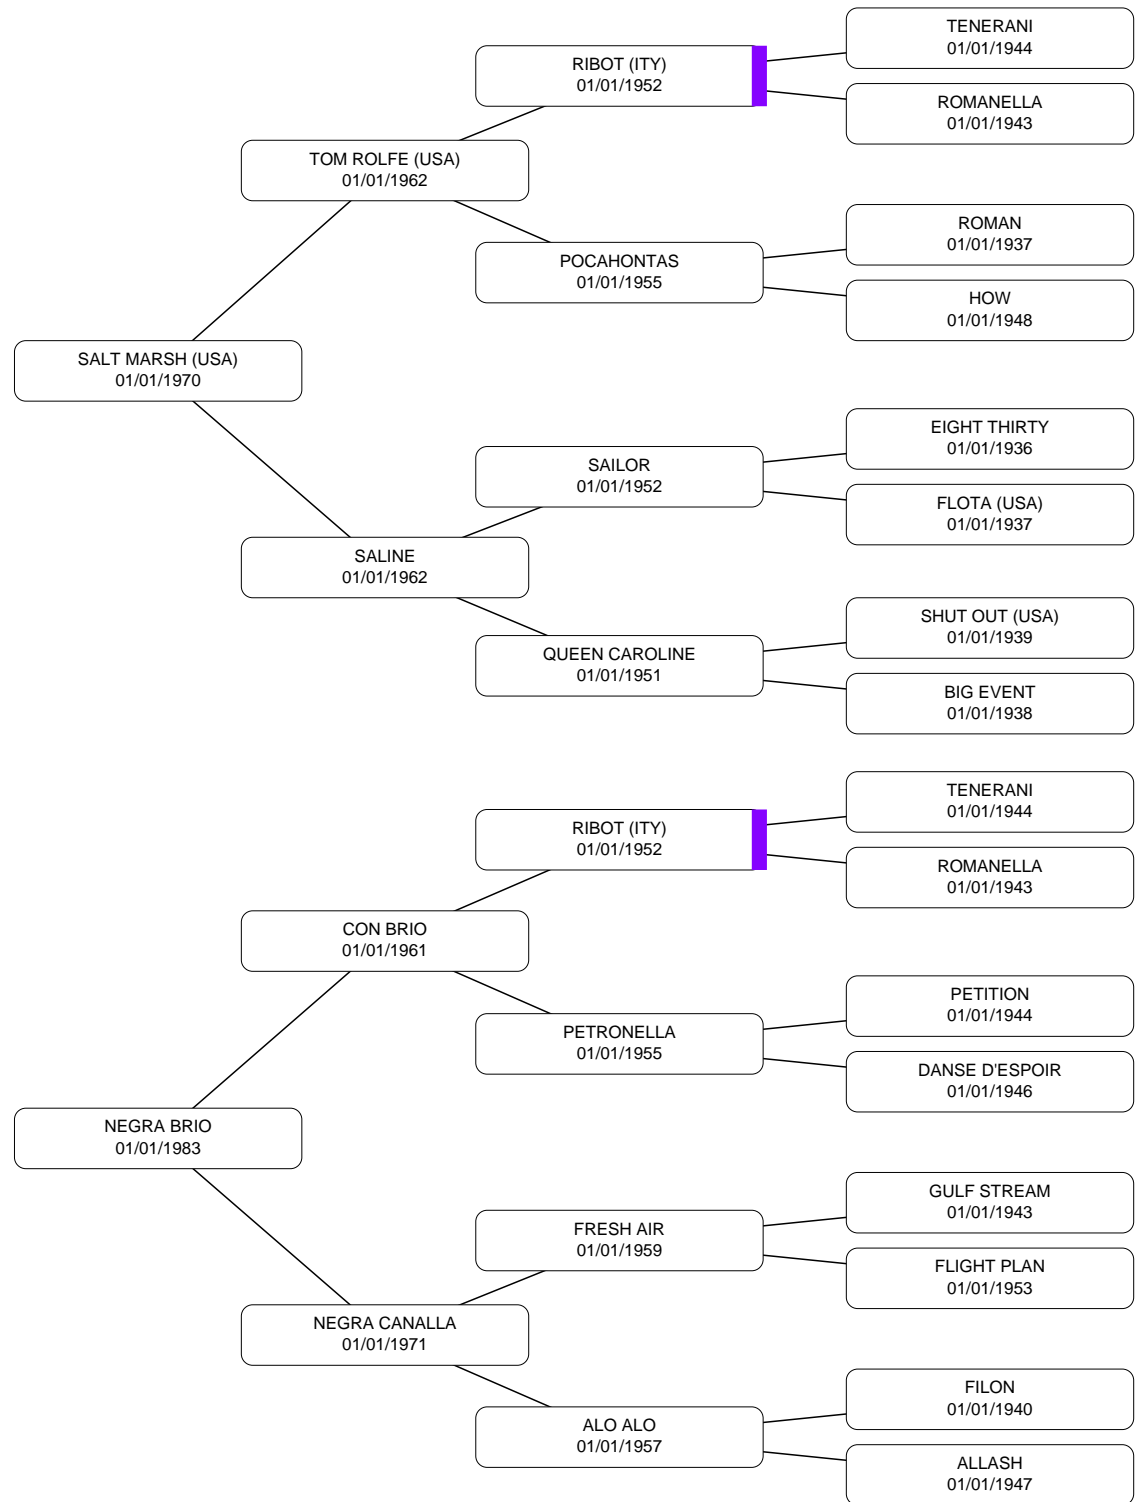 TENERANI
01/01/1944
RIBOT (ITY)
01/01/1952
ROMANELLA
01/01/1943
TOM ROLFE (USA)
01/01/1962
ROMAN
01/01/1937
POCAHONTAS
01/01/1955
HOW
01/01/1948
SALT MARSH (USA)
01/01/1970
EIGHT THIRTY
01/01/1936
SAILOR
01/01/1952
FLOTA (USA)
01/01/1937
SALINE
01/01/1962
SHUT OUT (USA)
01/01/1939
QUEEN CAROLINE
01/01/1951
BIG EVENT
01/01/1938
TENERANI
01/01/1944
RIBOT (ITY)
01/01/1952
ROMANELLA
01/01/1943
CON BRIO
01/01/1961
PETITION
01/01/1944
PETRONELLA
01/01/1955
DANSE D'ESPOIR
01/01/1946
NEGRA BRIO
01/01/1983
GULF STREAM
01/01/1943
FRESH AIR
01/01/1959
FLIGHT PLAN
01/01/1953
NEGRA CANALLA
01/01/1971
FILON
01/01/1940
ALO ALO
01/01/1957
ALLASH
01/01/1947